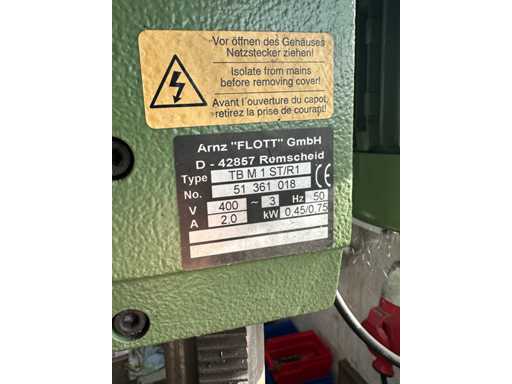 Vor öffnen des Gehäuses
Netzstecker ziehen!
Isolate from mains
before removing cover!
Avant l'ouverture du capot,
retirez la prise de courant!
Arnz "FLOTT" GmbH
D - 42857 Remscheid
Type TB M 1 ST/R1
No. 51 361 018 CE
V 400 ~ 3 Hz 50
A 2.0 kW 0.45/0.75